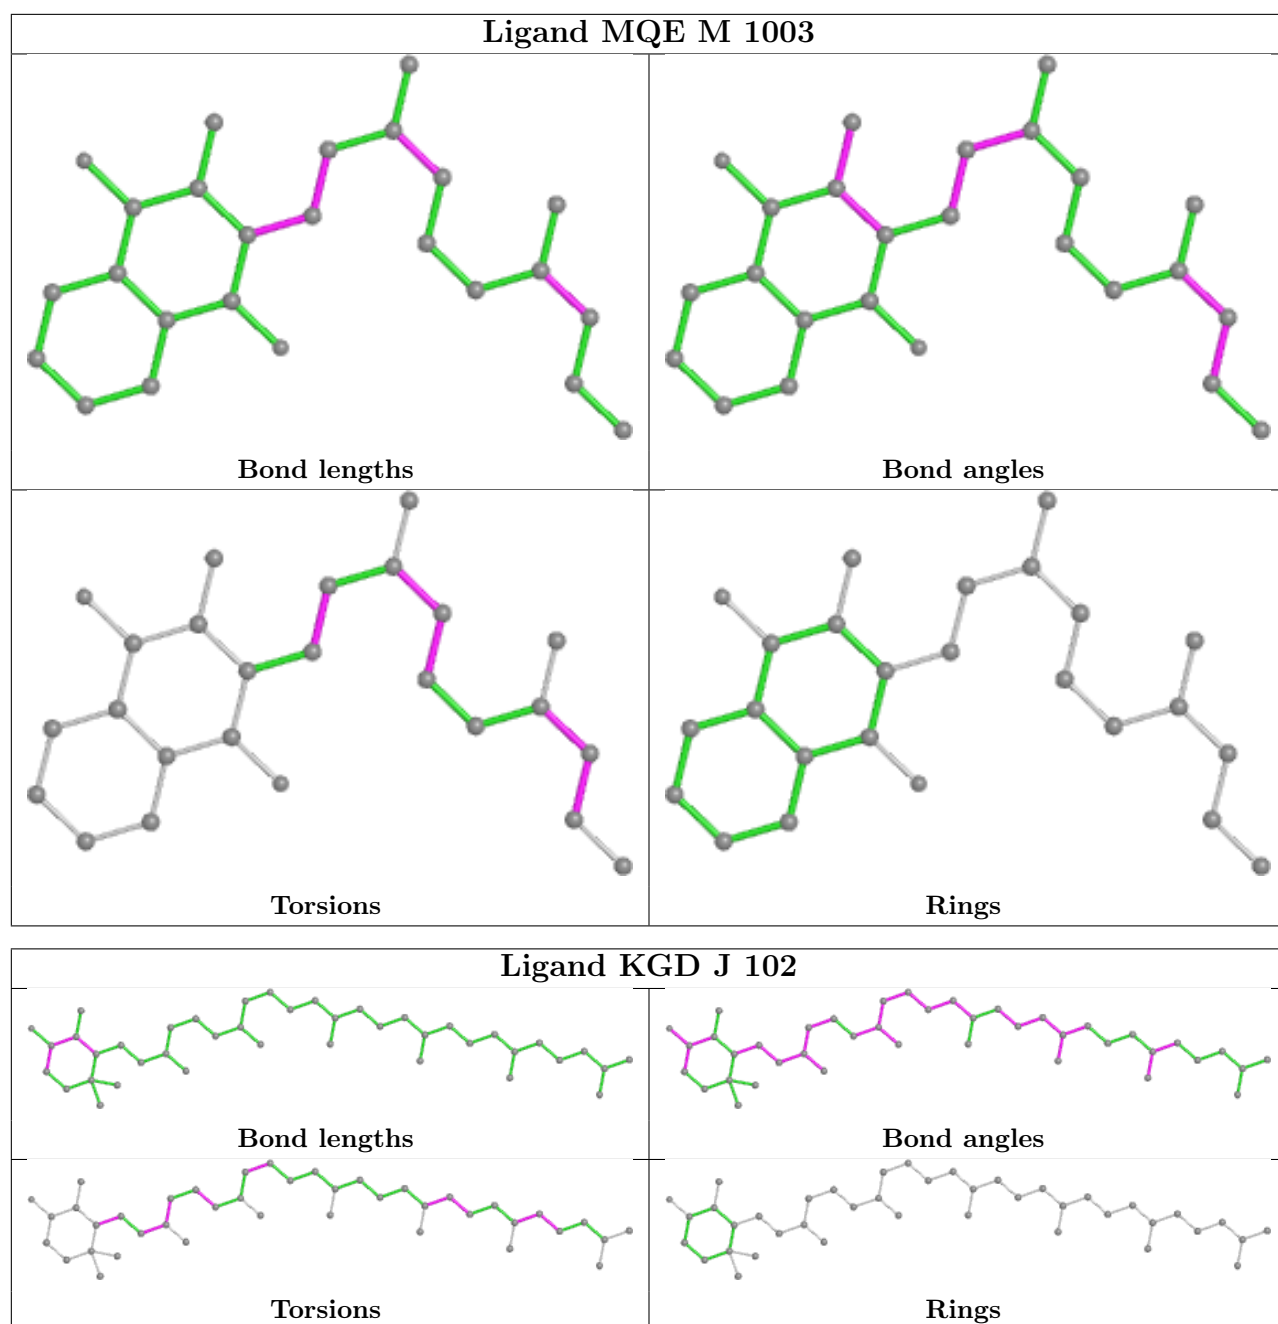 Ligand MQE M 1003
Bond lengths
Bond angles
Torsions
Rings
Ligand KGD J 102
Bond lengths
Bond angles
Torsions
Rings